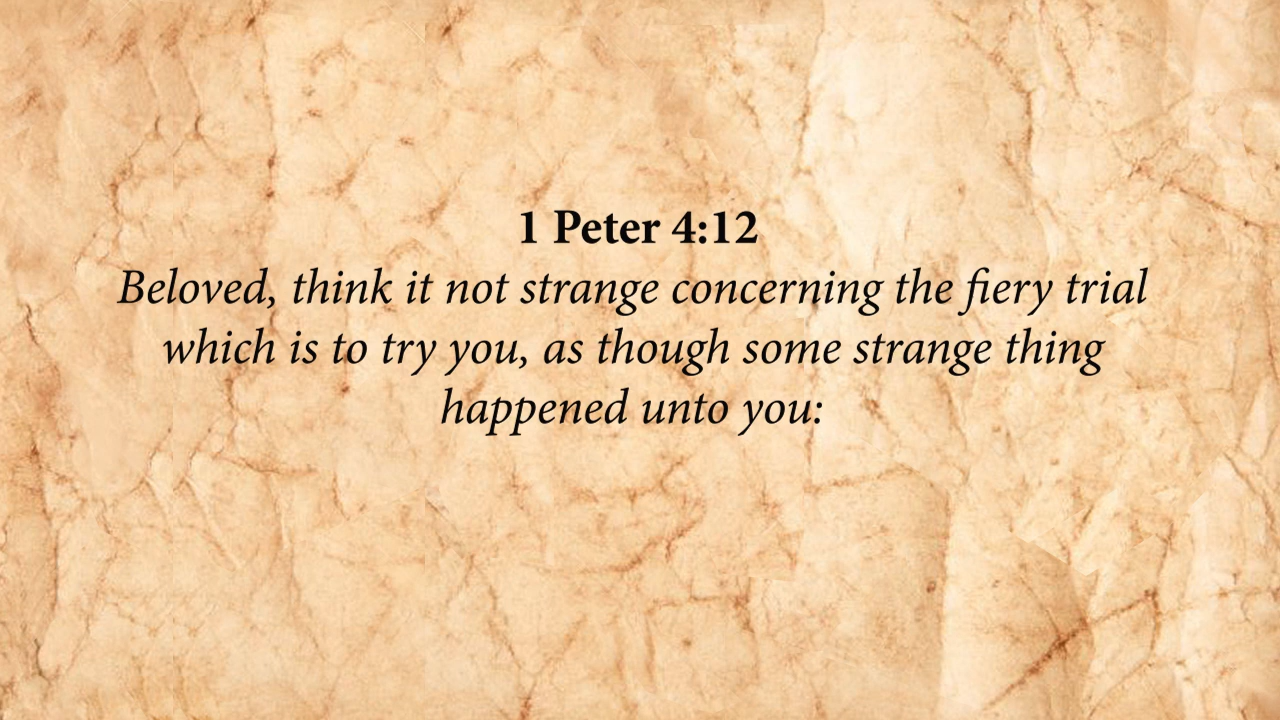 1 Peter 4:12
Beloved, think it not strange concerning the fiery trial
which is to try you, as though some strange thing
happened unto you: